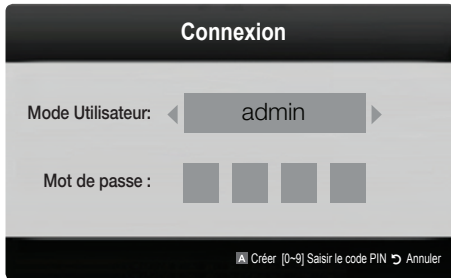 Connexion
Mode Utilisateur: admin
Mot de passe :
A Créer [0~9] Saisir le code PIN Annuler